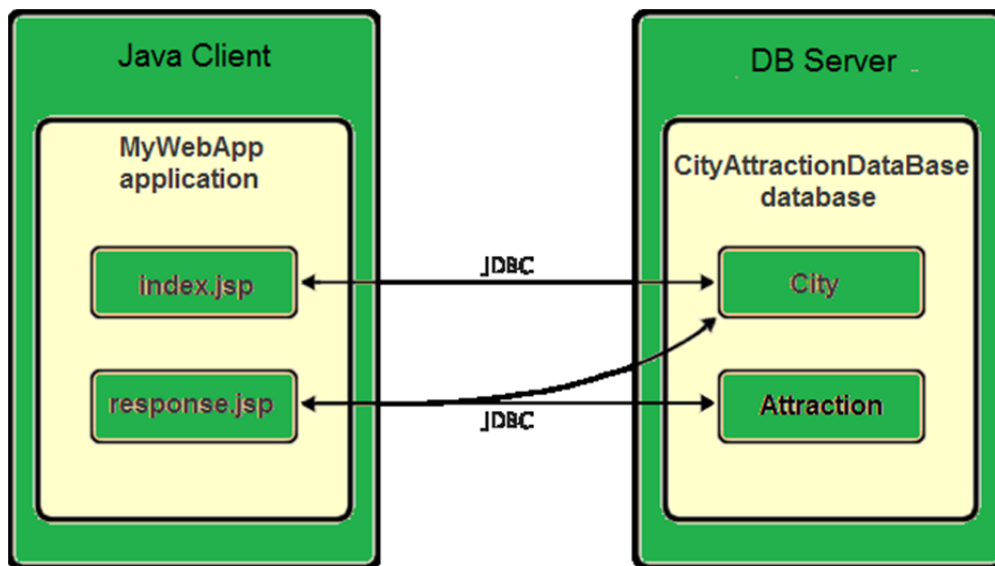 Java Client
MyWebApp
application
index.jsp
response.jsp
JDBC
JDBC
DB Server
CityAttractionDataBase
database
City
Attraction